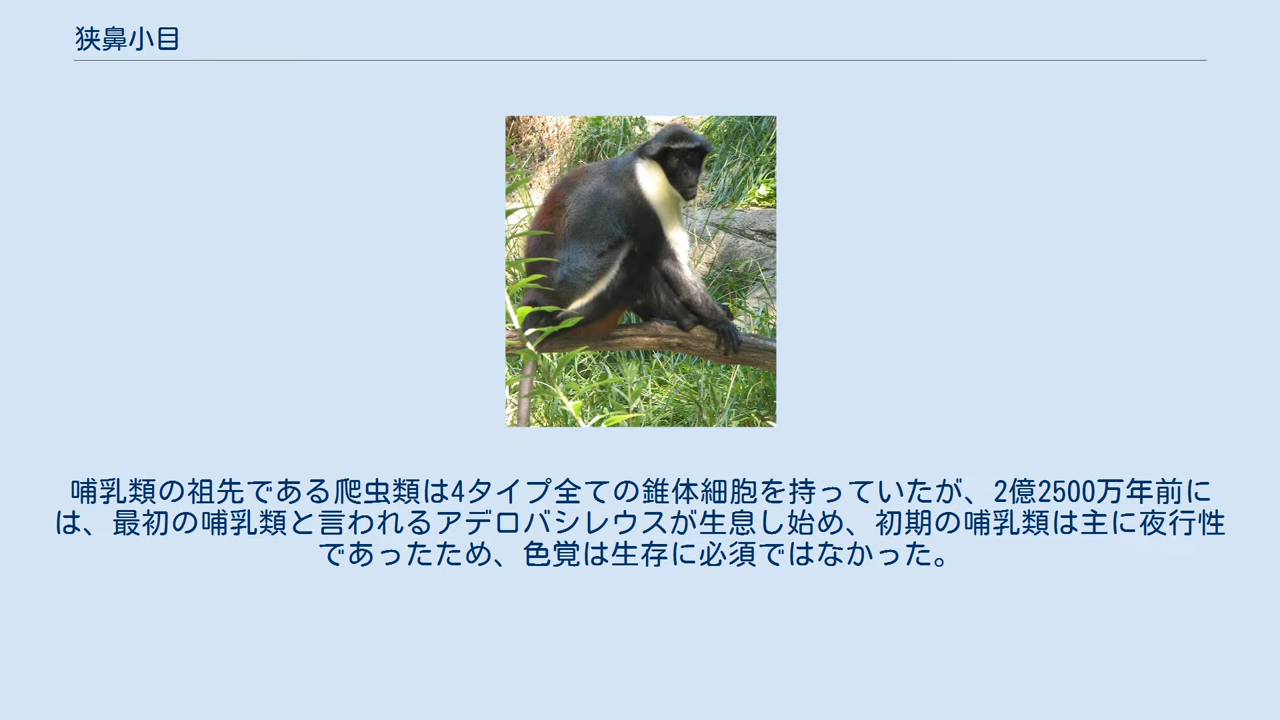 狭鼻小目
哺乳類の祖先である爬虫類は4タイプ全ての錐体細胞を持っていたが、2億2500万年前に
は、最初の哺乳類と言われるアデロバシレウスが生息し始め、初期の哺乳類は主に夜行性
であったため、色覚は生存に必須ではなかった。